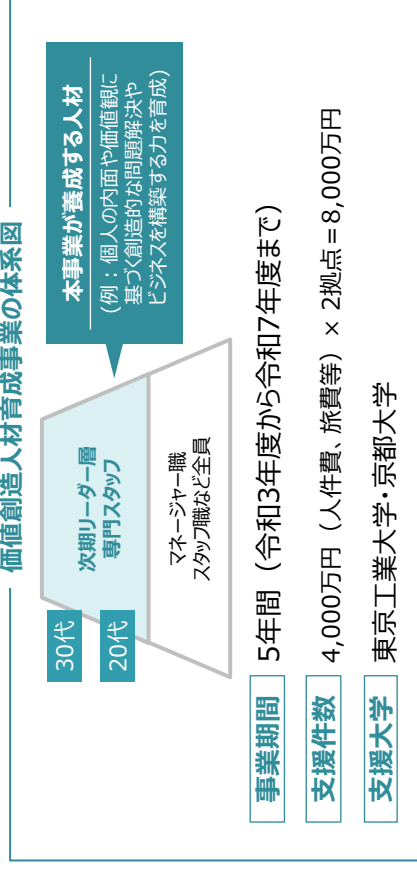 価値創造人材育成事業の体系図
30代
20代
次期リーダー層
専門スタッフ
マネージャー職
スタッフ職など全員
本事業が養成する人材
（例：個人の内面や価値観に
基づく創造的な問題解決や
ビジネスを構築する力を育成）
事業期間 5年間（令和3年度から令和7年度まで）
支援件数 4,000万円（人件費、旅費等）× 2拠点＝8,000万円
支援大学 東京工業大学・京都大学